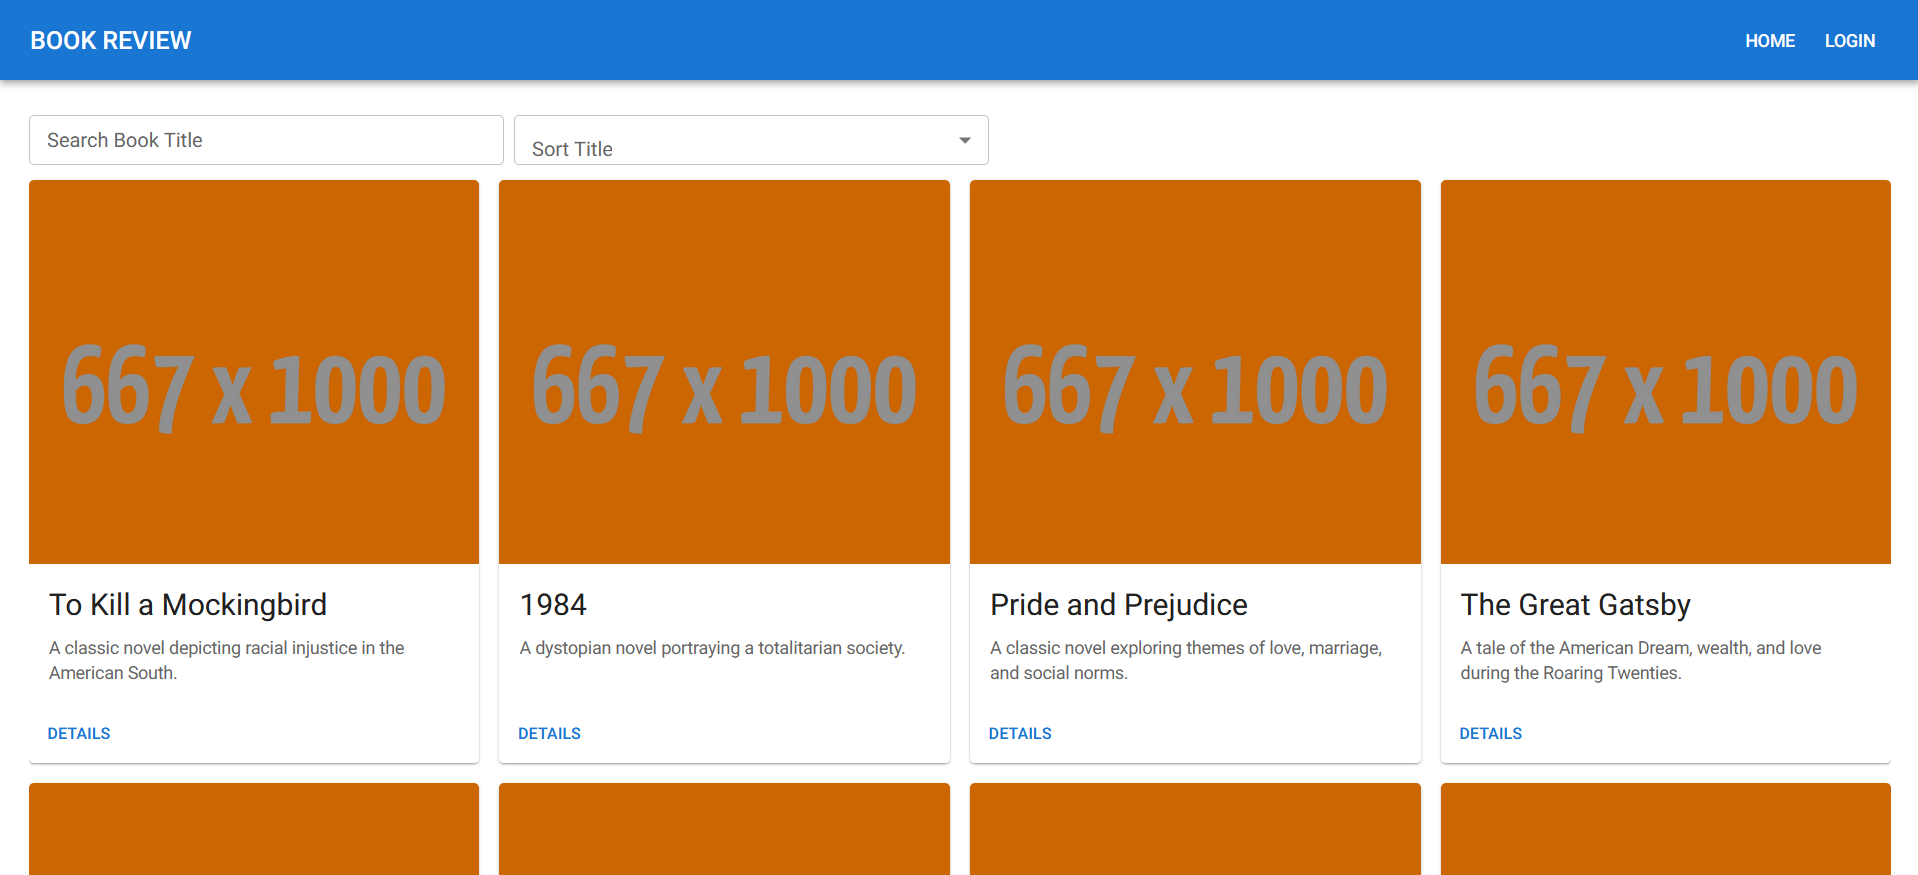 BOOK REVIEW
HOME
LOGIN
Search Book Title
Sort Title
667 x 1000
667 x 1000
667 x 1000
667 x 1000
To Kill a Mockingbird
A classic novel depicting racial injustice in the
American South.
DETAILS
1984
A dystopian novel portraying a totalitarian society.
DETAILS
Pride and Prejudice
A classic novel exploring themes of love, marriage,
and social norms.
DETAILS
The Great Gatsby
A tale of the American Dream, wealth, and love
during the Roaring Twenties.
DETAILS